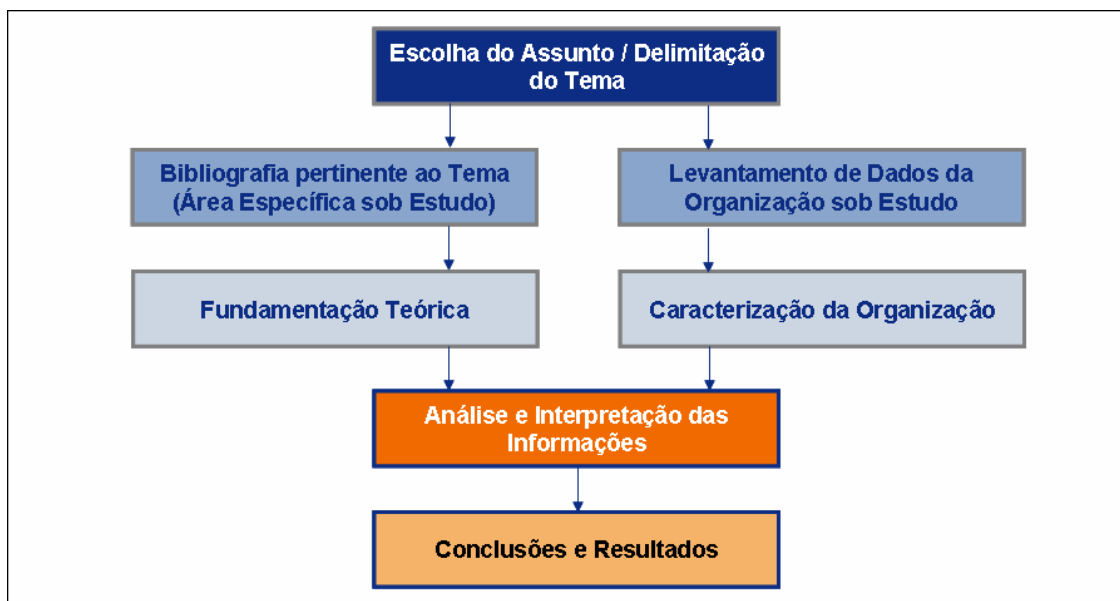 Escolha do Assunto / Delimitação
do Tema
Bibliografia pertinente ao Tema
(Área Específica sob Estudo)
Levantamento de Dados da
Organização sob Estudo
Fundamentação Teórica
Caracterização da Organização
Análise e Interpretação das
Informações
Conclusões e Resultados